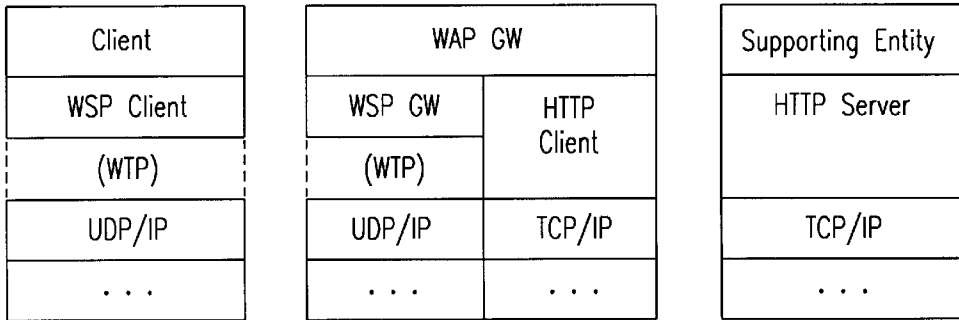 Client
WSP Client
(WTP)
UDP/IP
. . .
WAP GW
WSP GW
(WTP)
UDP/IP
. . .
HTTP
Client
TCP/IP
. . .
Supporting Entity
HTTP Server
TCP/IP
. . .